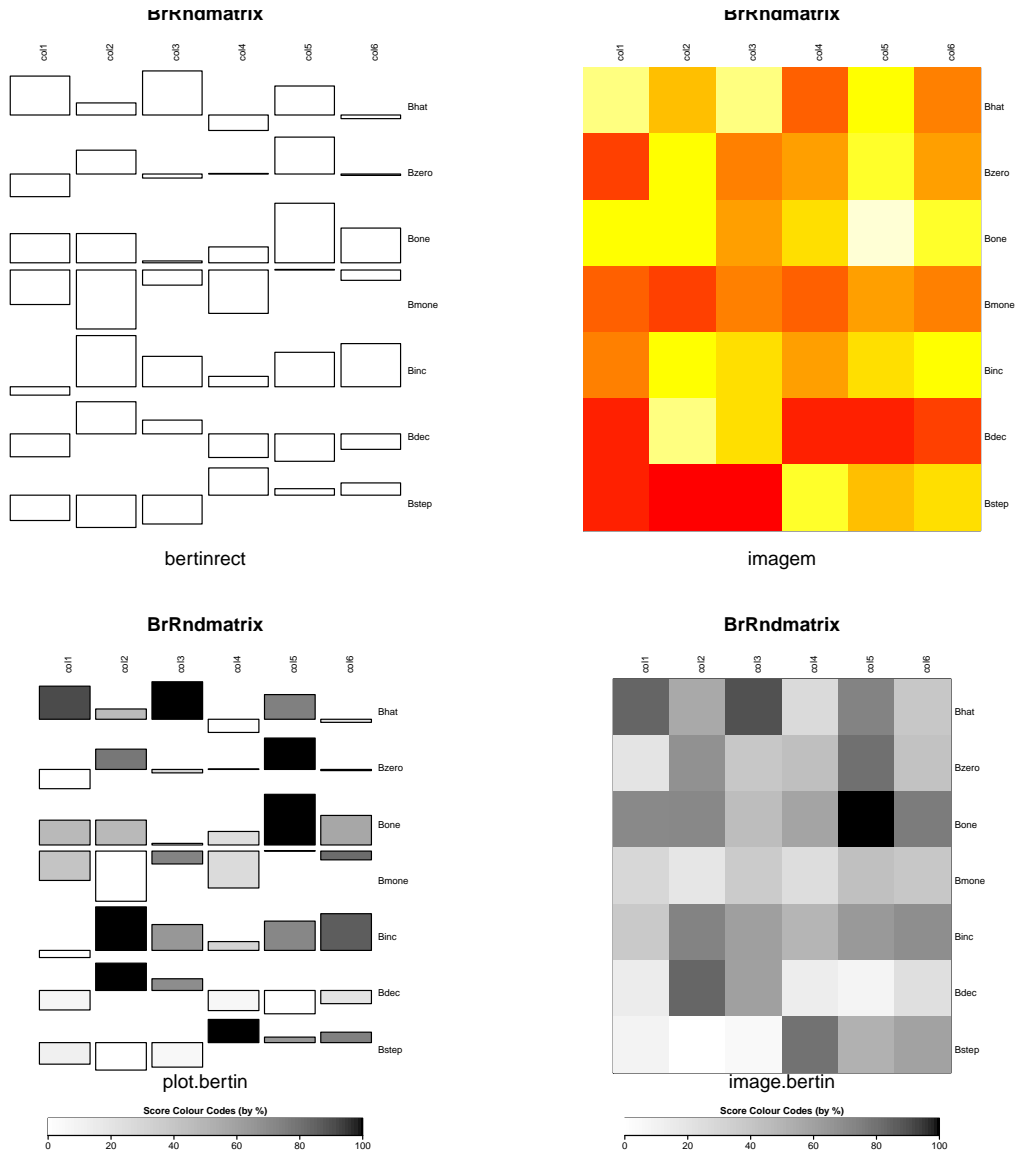 BrRndmatrix
col1 col2 col3 col4 col5 col6
Bhat
Bzero
Bone
Bmone
Binc
Bdec
Bstep
bertinrect
BrRndmatrix
col1 col2 col3 col4 col5 col6
Bhat
Bzero
Bone
Bmone
Binc
Bdec
Bstep
imagem
BrRndmatrix
col1 col2 col3 col4 col5 col6
Bhat
Bzero
Bone
Bmone
Binc
Bdec
Bstep
plot.bertin
Score Colour Codes (by %)
0 20 40 60 80 100
BrRndmatrix
col1 col2 col3 col4 col5 col6
Bhat
Bzero
Bone
Bmone
Binc
Bdec
Bstep
image.bertin
Score Colour Codes (by %)
0 20 40 60 80 100